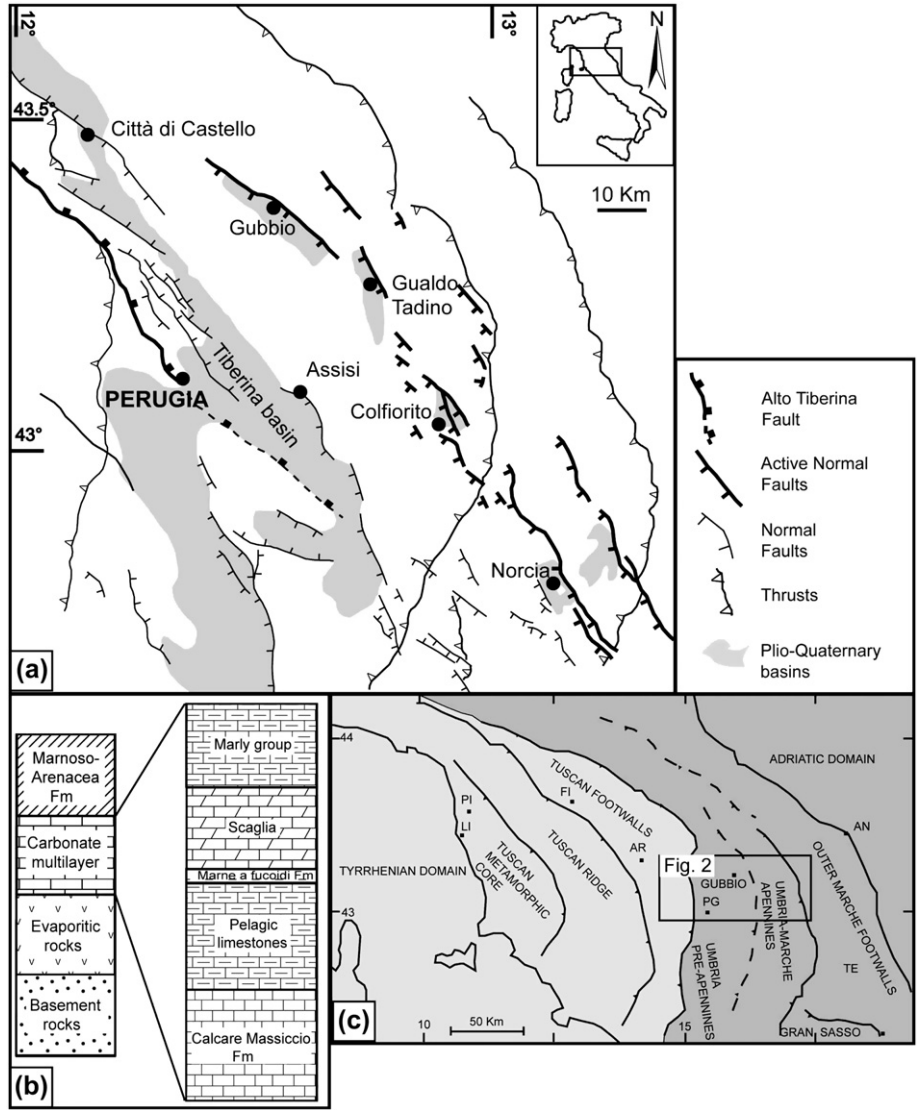 12°
13°
N
43.5°
Città di Castello
10 Km
Gubbio
Gualdo
Tadino
Tiberina basin
Assisi
PERUGIA
Colfiorito
43°
Norcia
(a)
Alto Tiberina
Fault
Active Normal
Faults
Normal
Faults
Thrusts
Plio-Quaternary
basins
Marnoso-
Arenacea
Fm
Carbonate
multilayer
Evaporitic
rocks
Basement
rocks
(b)
Marly group
Scaglia
Marne a fucoidi Fm
Pelagic
limestones
Calcare Massiccio
Fm
44
ADRIATIC DOMAIN
TUSCAN FOOTWALLS
FI
PI
LI
AR
AN
TYRRHENIAN DOMAIN
TUSCAN
METAMORPHIC
CORE
TUSCAN RIDGE
Fig. 2
GUBBIO
PG
43
UMBRIA
PRE-APENNINES
UMBRIA-MARCHE
APENNINES
OUTER MARCHE FOOTWALLS
TE
GRAN SASSO
10
50 Km
15
(c)